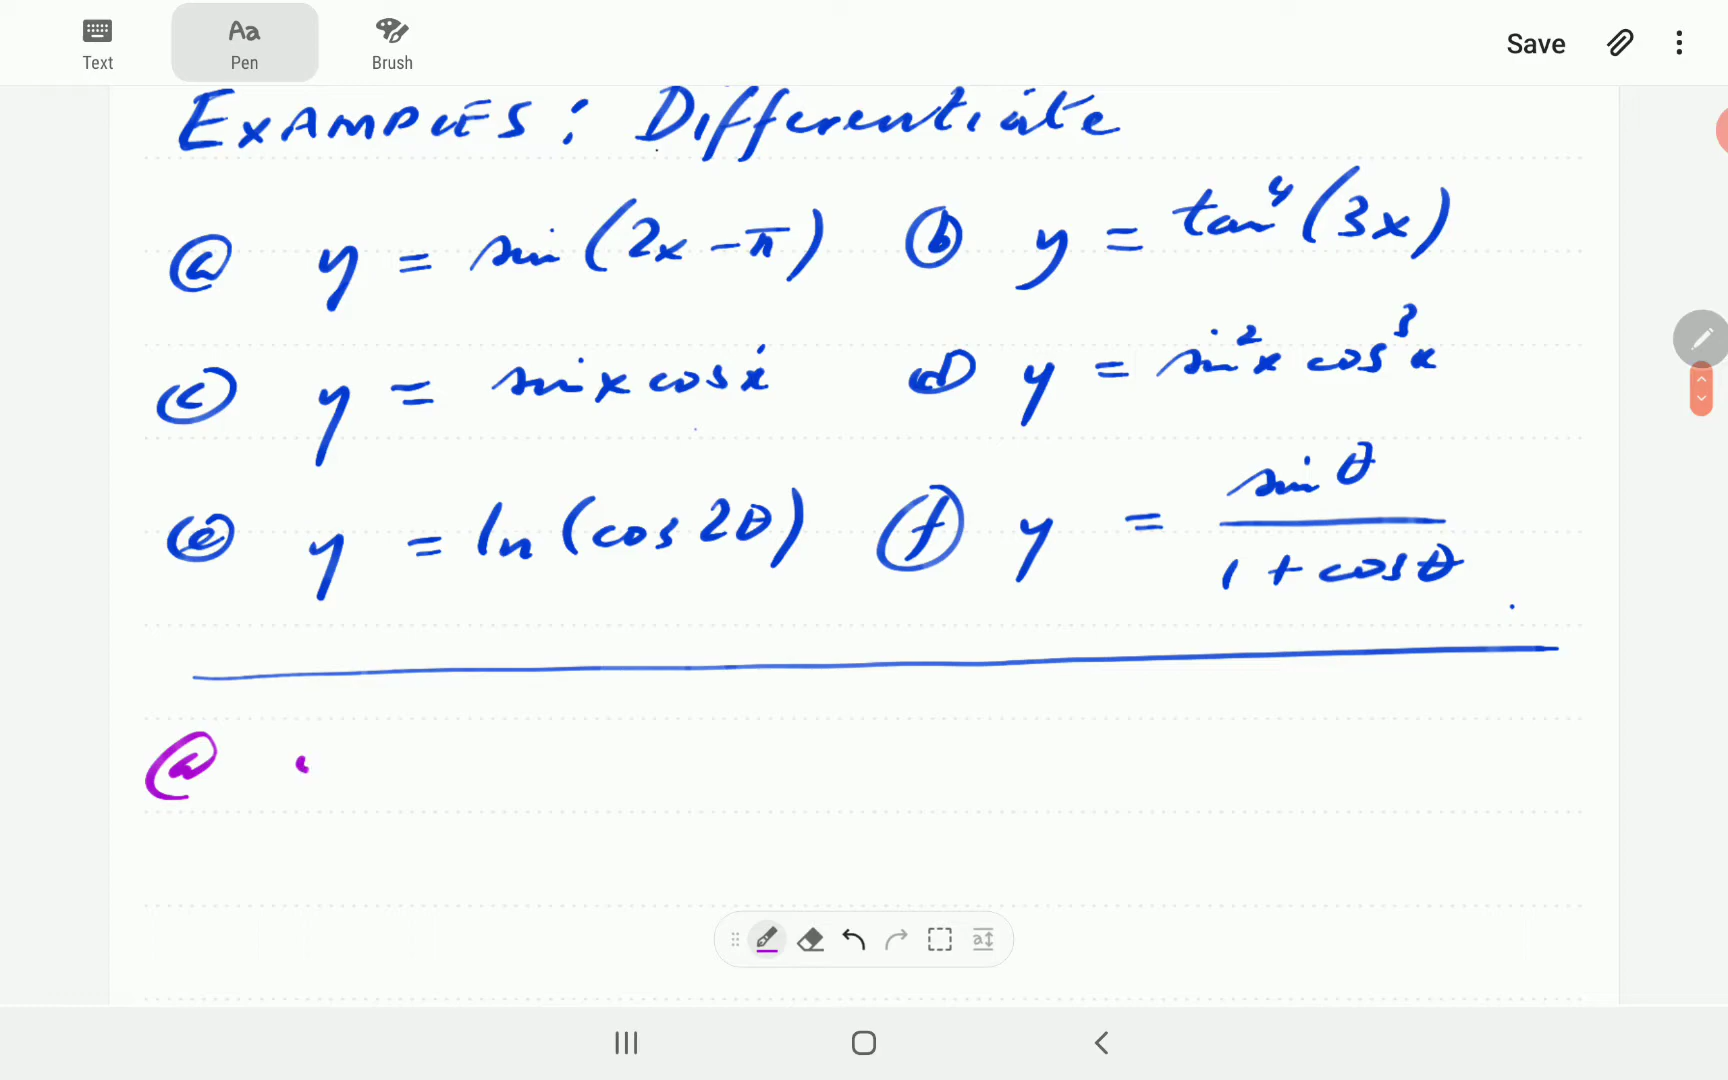 Text Pen Brush Save
EXAMPLES: Differentiate
ⓐ y = sin (2x - π) ⓑ y = tan⁴ (3x)
ⓒ y = sin x cos x ⓓ y = sin²x cos³x
ⓔ y = ln (cos 2θ) ⓕ y = sin θ / 1 + cos θ
ⓐ